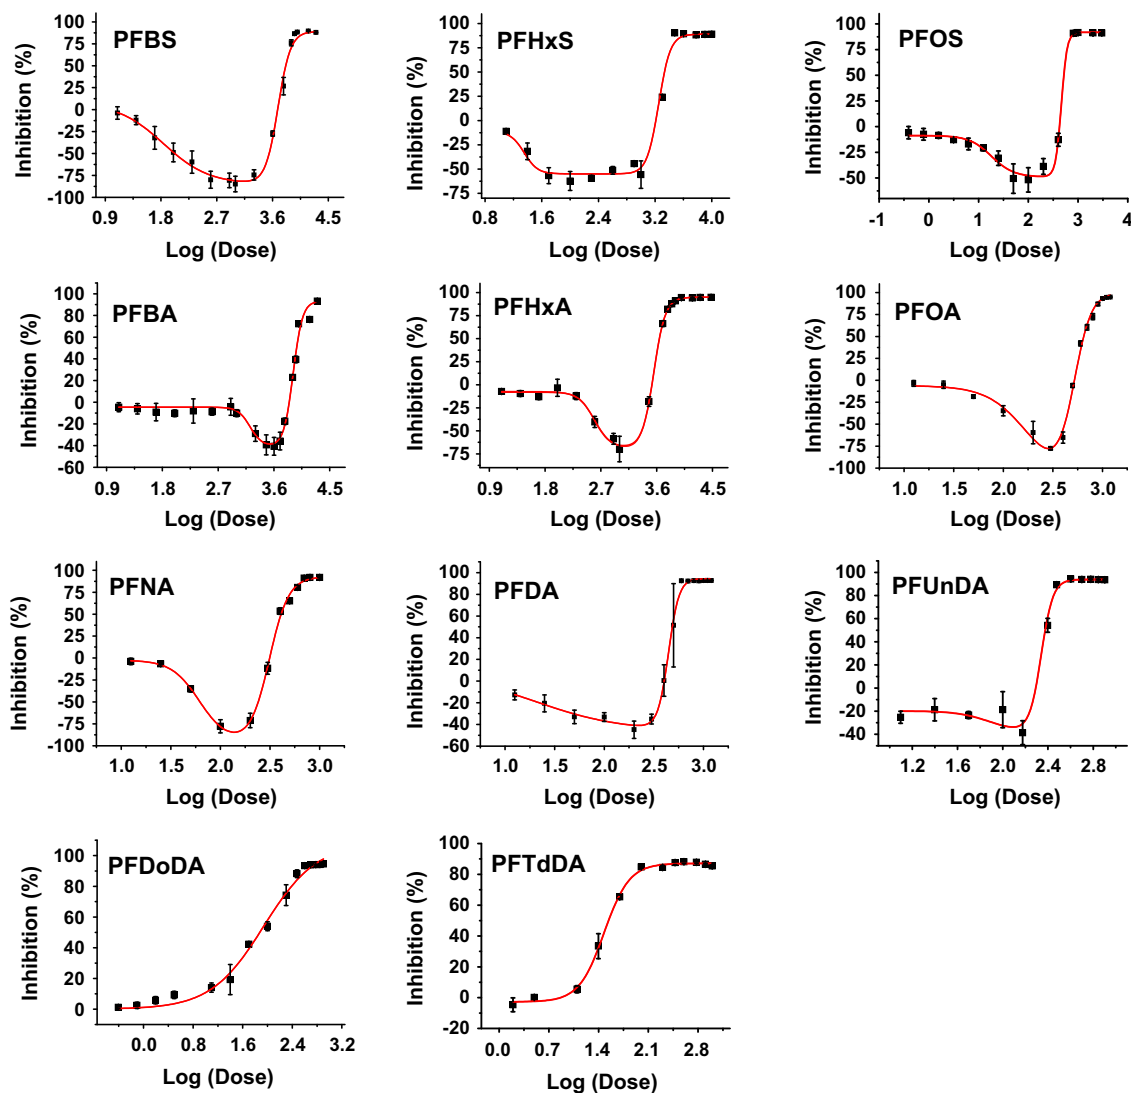 PFBS
Inhibition (%)
100
75
50
25
0
-25
-50
-75
-100
0.9 1.8 2.7 3.6 4.5
Log (Dose)
PFHxS
Inhibition (%)
100
75
50
25
0
-25
-50
-75
0.8 1.6 2.4 3.2 4.0
Log (Dose)
PFOS
Inhibition (%)
100
50
0
-50
-1 0 1 2 3 4
Log (Dose)
PFBA
Inhibition (%)
100
80
60
40
20
0
-20
-40
-60
0.9 1.8 2.7 3.6 4.5
Log (Dose)
PFHxA
Inhibition (%)
100
75
50
25
0
-25
-50
-75
0.9 1.8 2.7 3.6 4.5
Log (Dose)
PFOA
Inhibition (%)
100
75
50
25
0
-25
-50
-75
-100
1.0 1.5 2.0 2.5 3.0
Log (Dose)
PFNA
Inhibition (%)
100
75
50
25
0
-25
-50
-75
-100
1.0 1.5 2.0 2.5 3.0
Log (Dose)
PFDA
Inhibition (%)
100
80
60
40
20
0
-20
-40
-60
1.0 1.5 2.0 2.5 3.0
Log (Dose)
PFUnDA
Inhibition (%)
100
80
60
40
20
0
-20
-40
1.2 1.6 2.0 2.4 2.8
Log (Dose)
PFDoDA
Inhibition (%)
100
80
60
40
20
0
0.0 0.8 1.6 2.4 3.2
Log (Dose)
PFTdDA
Inhibition (%)
100
80
60
40
20
0
-20
0.0 0.7 1.4 2.1 2.8
Log (Dose)